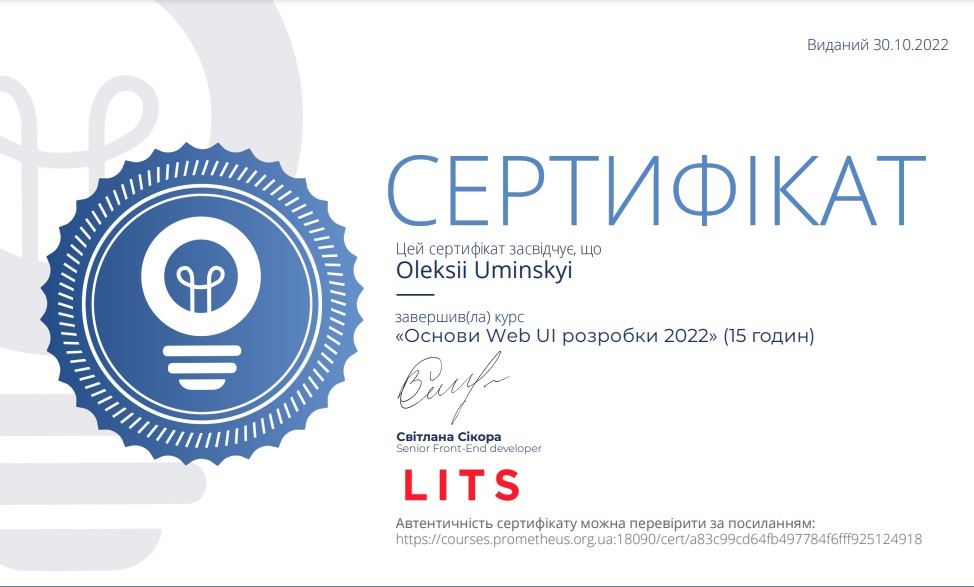 Виданий 30.10.2022
СЕРТИФІКАТ
Цей сертифікат засвідчує, що
Oleksii Uminskyi
завершив(ла) курс
«Основи Web UI розробки 2022» (15 годин)
Світлана Сікора
Senior Front-End developer
LITS
Автентичність сертифікату можна перевірити за посиланням:
https://courses.prometheus.org.ua:18090/cert/a83c99cd64fb497784f6fff925124918